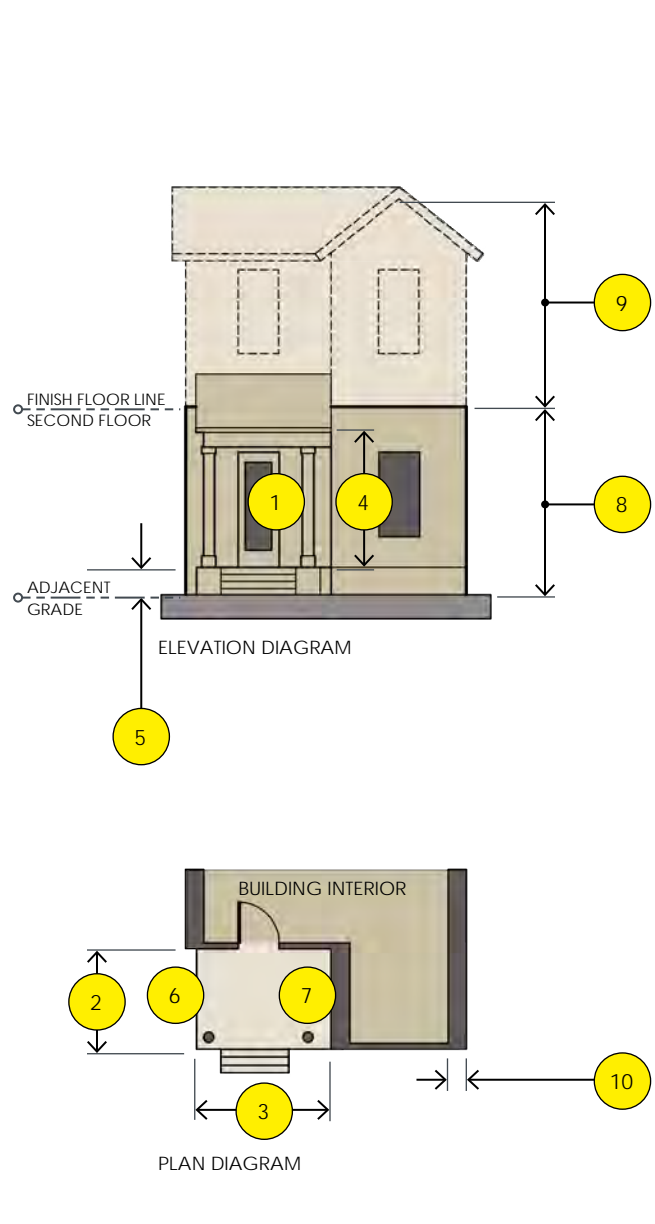 9
FINISH FLOOR LINE
SECOND FLOOR
1
4
8
ADJACENT
GRADE
ELEVATION DIAGRAM
5
BUILDING INTERIOR
2
6
7
10
3
PLAN DIAGRAM